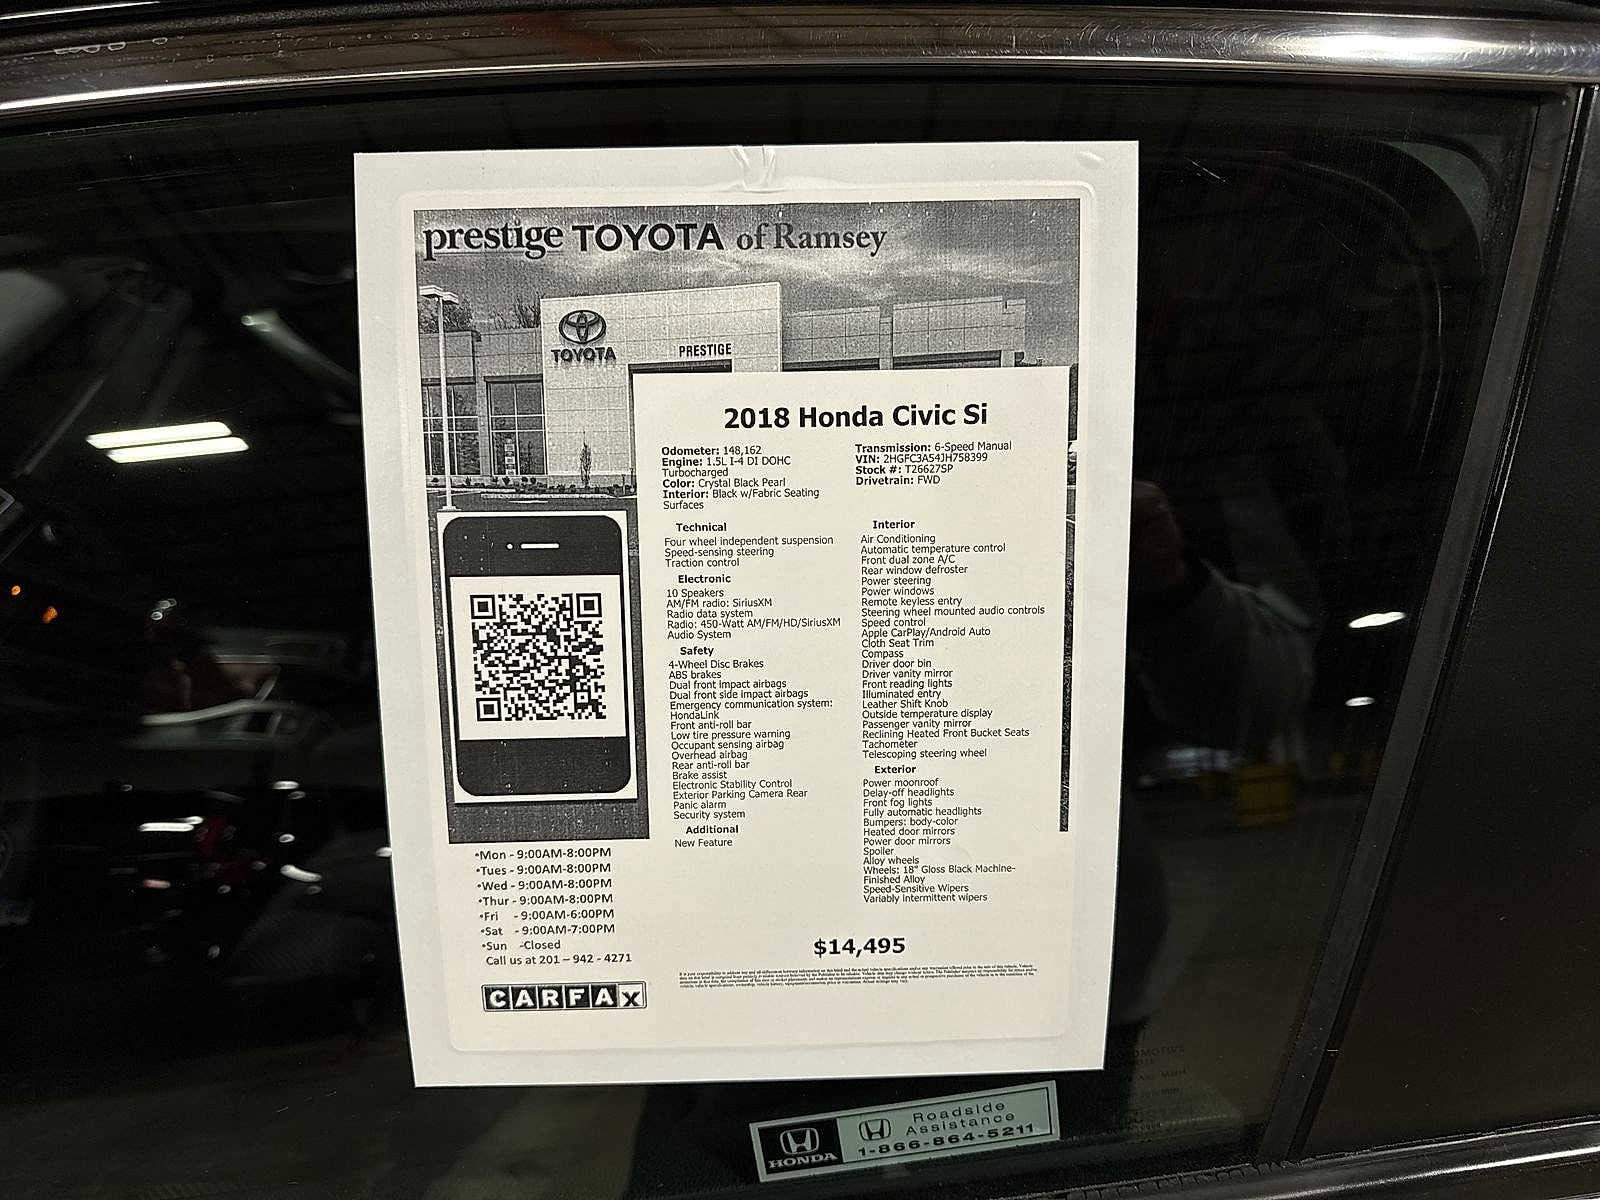 prestige TOYOTA of Ramsey
TOYOTA
PRESTIGE
2018 Honda Civic Si
Odometer: 148,162
Engine: 1.5L I-4 DI DOHC
Turbocharged
Color: Crystal Black Pearl
Interior: Black w/Fabric Seating
Surfaces
Transmission: 6-Speed Manual
VIN: 2HGFC3A54JH758399
Stock #: T26627SP
Drivetrain: FWD
Technical
Four wheel independent suspension
Speed-sensing steering
Traction control
Electronic
10 Speakers
AM/FM radio: SiriusXM
Radio data system
Radio: 450-Watt AM/FM/HD/SiriusXM
Audio System
Safety
4-Wheel Disc Brakes
ABS brakes
Dual front impact airbags
Dual front side impact airbags
Emergency communication system:
HondaLink
Front anti-roll bar
Low tire pressure warning
Occupant sensing airbag
Overhead airbag
Rear anti-roll bar
Brake assist
Electronic Stability Control
Exterior Parking Camera Rear
Panic alarm
Security system
Additional
New Feature
Interior
Air Conditioning
Automatic temperature control
Front dual zone A/C
Rear window defroster
Power steering
Power windows
Remote keyless entry
Steering wheel mounted audio controls
Speed control
Apple CarPlay/Android Auto
Cloth Seat Trim
Compass
Driver door bin
Driver vanity mirror
Front reading lights
Illuminated entry
Leather Shift Knob
Outside temperature display
Passenger vanity mirror
Reclining Heated Front Bucket Seats
Tachometer
Telescoping steering wheel
Exterior
Power moonroof
Delay-off headlights
Front fog lights
Fully automatic headlights
Bumpers: body-color
Heated door mirrors
Power door mirrors
Spoiler
Alloy wheels
Wheels: 18" Gloss Black Machine-
Finished Alloy
Speed-Sensitive Wipers
Variably intermittent wipers
$14,495
•Mon - 9:00AM-8:00PM
•Tues - 9:00AM-8:00PM
•Wed - 9:00AM-8:00PM
•Thur - 9:00AM-8:00PM
•Fri - 9:00AM-6:00PM
•Sat - 9:00AM-7:00PM
•Sun -Closed
Call us at 201 – 942 - 4271
CARFAX
HONDA
Roadside
Assistance
1-866-864-5211